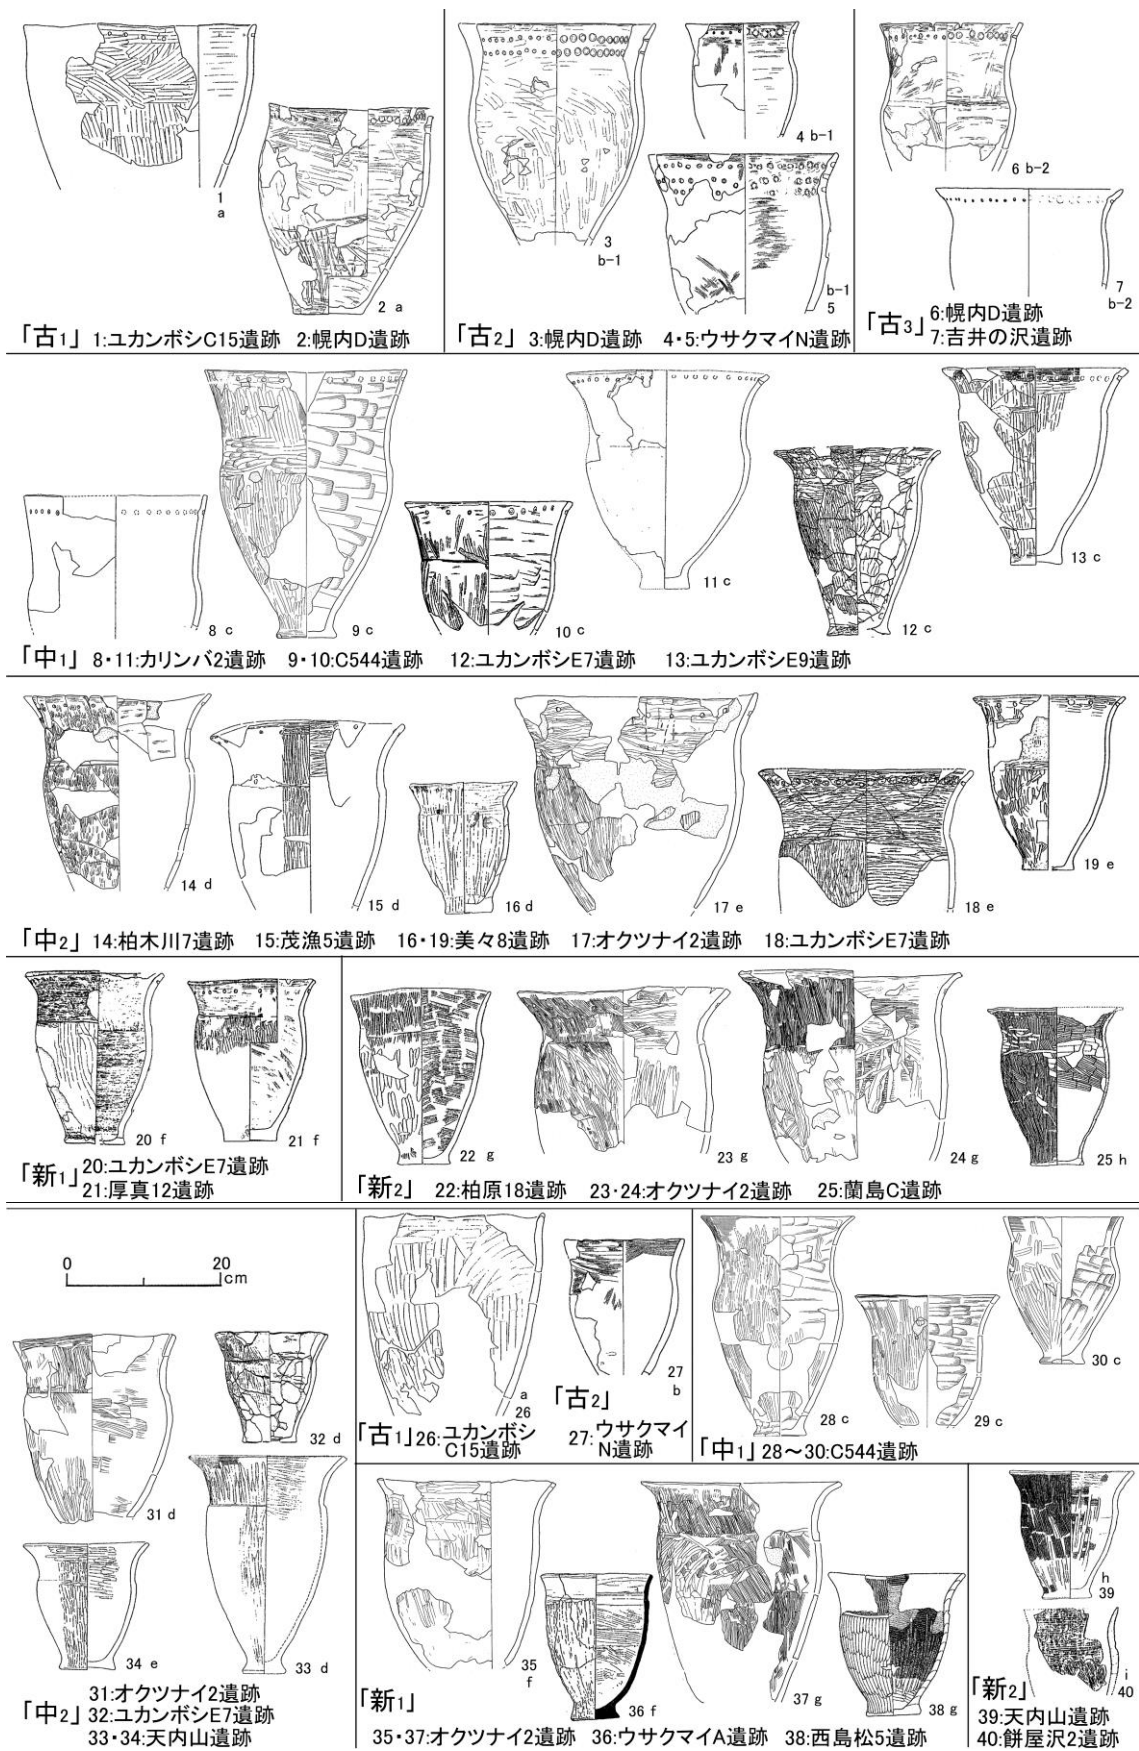 1
a
2 a
「古1」 1:ユカンボシC15遺跡 2:幌内D遺跡
3
b-1
4 b-1
b-1
5
「古2」 3:幌内D遺跡 4・5:ウサクマイN遺跡
6 b-2
7
b-2
「古3」 6:幌内D遺跡
7:吉井の沢遺跡
8 c
9 c
10 c
11 c
12 c
13 c
「中1」 8・11:カリンバ2遺跡 9・10:C544遺跡 12:ユカンボシE7遺跡 13:ユカンボシE9遺跡
14 d
15 d
16 d
17 e
18 e
19 e
「中2」 14:柏木川7遺跡 15:茂漁5遺跡 16・19:美々8遺跡 17:オクツナイ2遺跡 18:ユカンボシE7遺跡
20 f
21 f
「新1」 20:ユカンボシE7遺跡
21:厚真12遺跡
22 g
23 g
24 g
25 h
「新2」 22:柏原18遺跡 23・24:オクツナイ2遺跡 25:蘭島C遺跡
0 20
cm
31 d
32 d
33 d
34 e
「中2」 31:オクツナイ2遺跡
32:ユカンボシE7遺跡
33・34:天内山遺跡
a
26
「古1」 26:ユカンボシ
C15遺跡
27
b
「古2」
27:ウサクマイ
N遺跡
28 c
29 c
30 c
「中1」 28～30:C544遺跡
35
f
36 f
37 g
38 g
「新1」
35・37:オクツナイ2遺跡 36:ウサクマイA遺跡 38:西島松5遺跡
h
39
i
40
「新2」
39:天内山遺跡
40:餅屋沢2遺跡